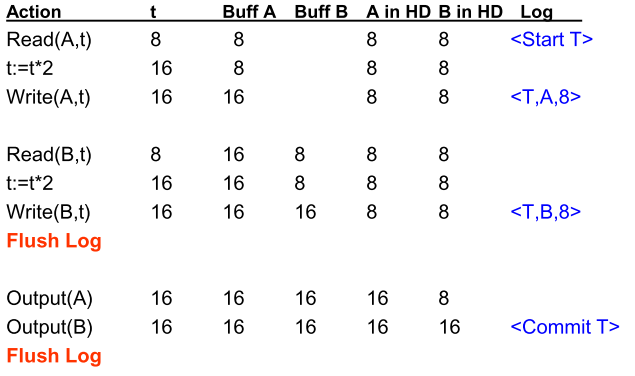 Action t Buff A Buff B A in HD B in HD Log
Read(A,t) 8 8 8 8 <Start T>
t:=t*2 16 8 8 8
Write(A,t) 16 16 8 8 <T,A,8>
Read(B,t) 8 16 8 8 8
t:=t*2 16 16 8 8 8
Write(B,t) 16 16 16 8 8 <T,B,8>
Flush Log
Output(A) 16 16 16 16 8
Output(B) 16 16 16 16 16 <Commit T>
Flush Log